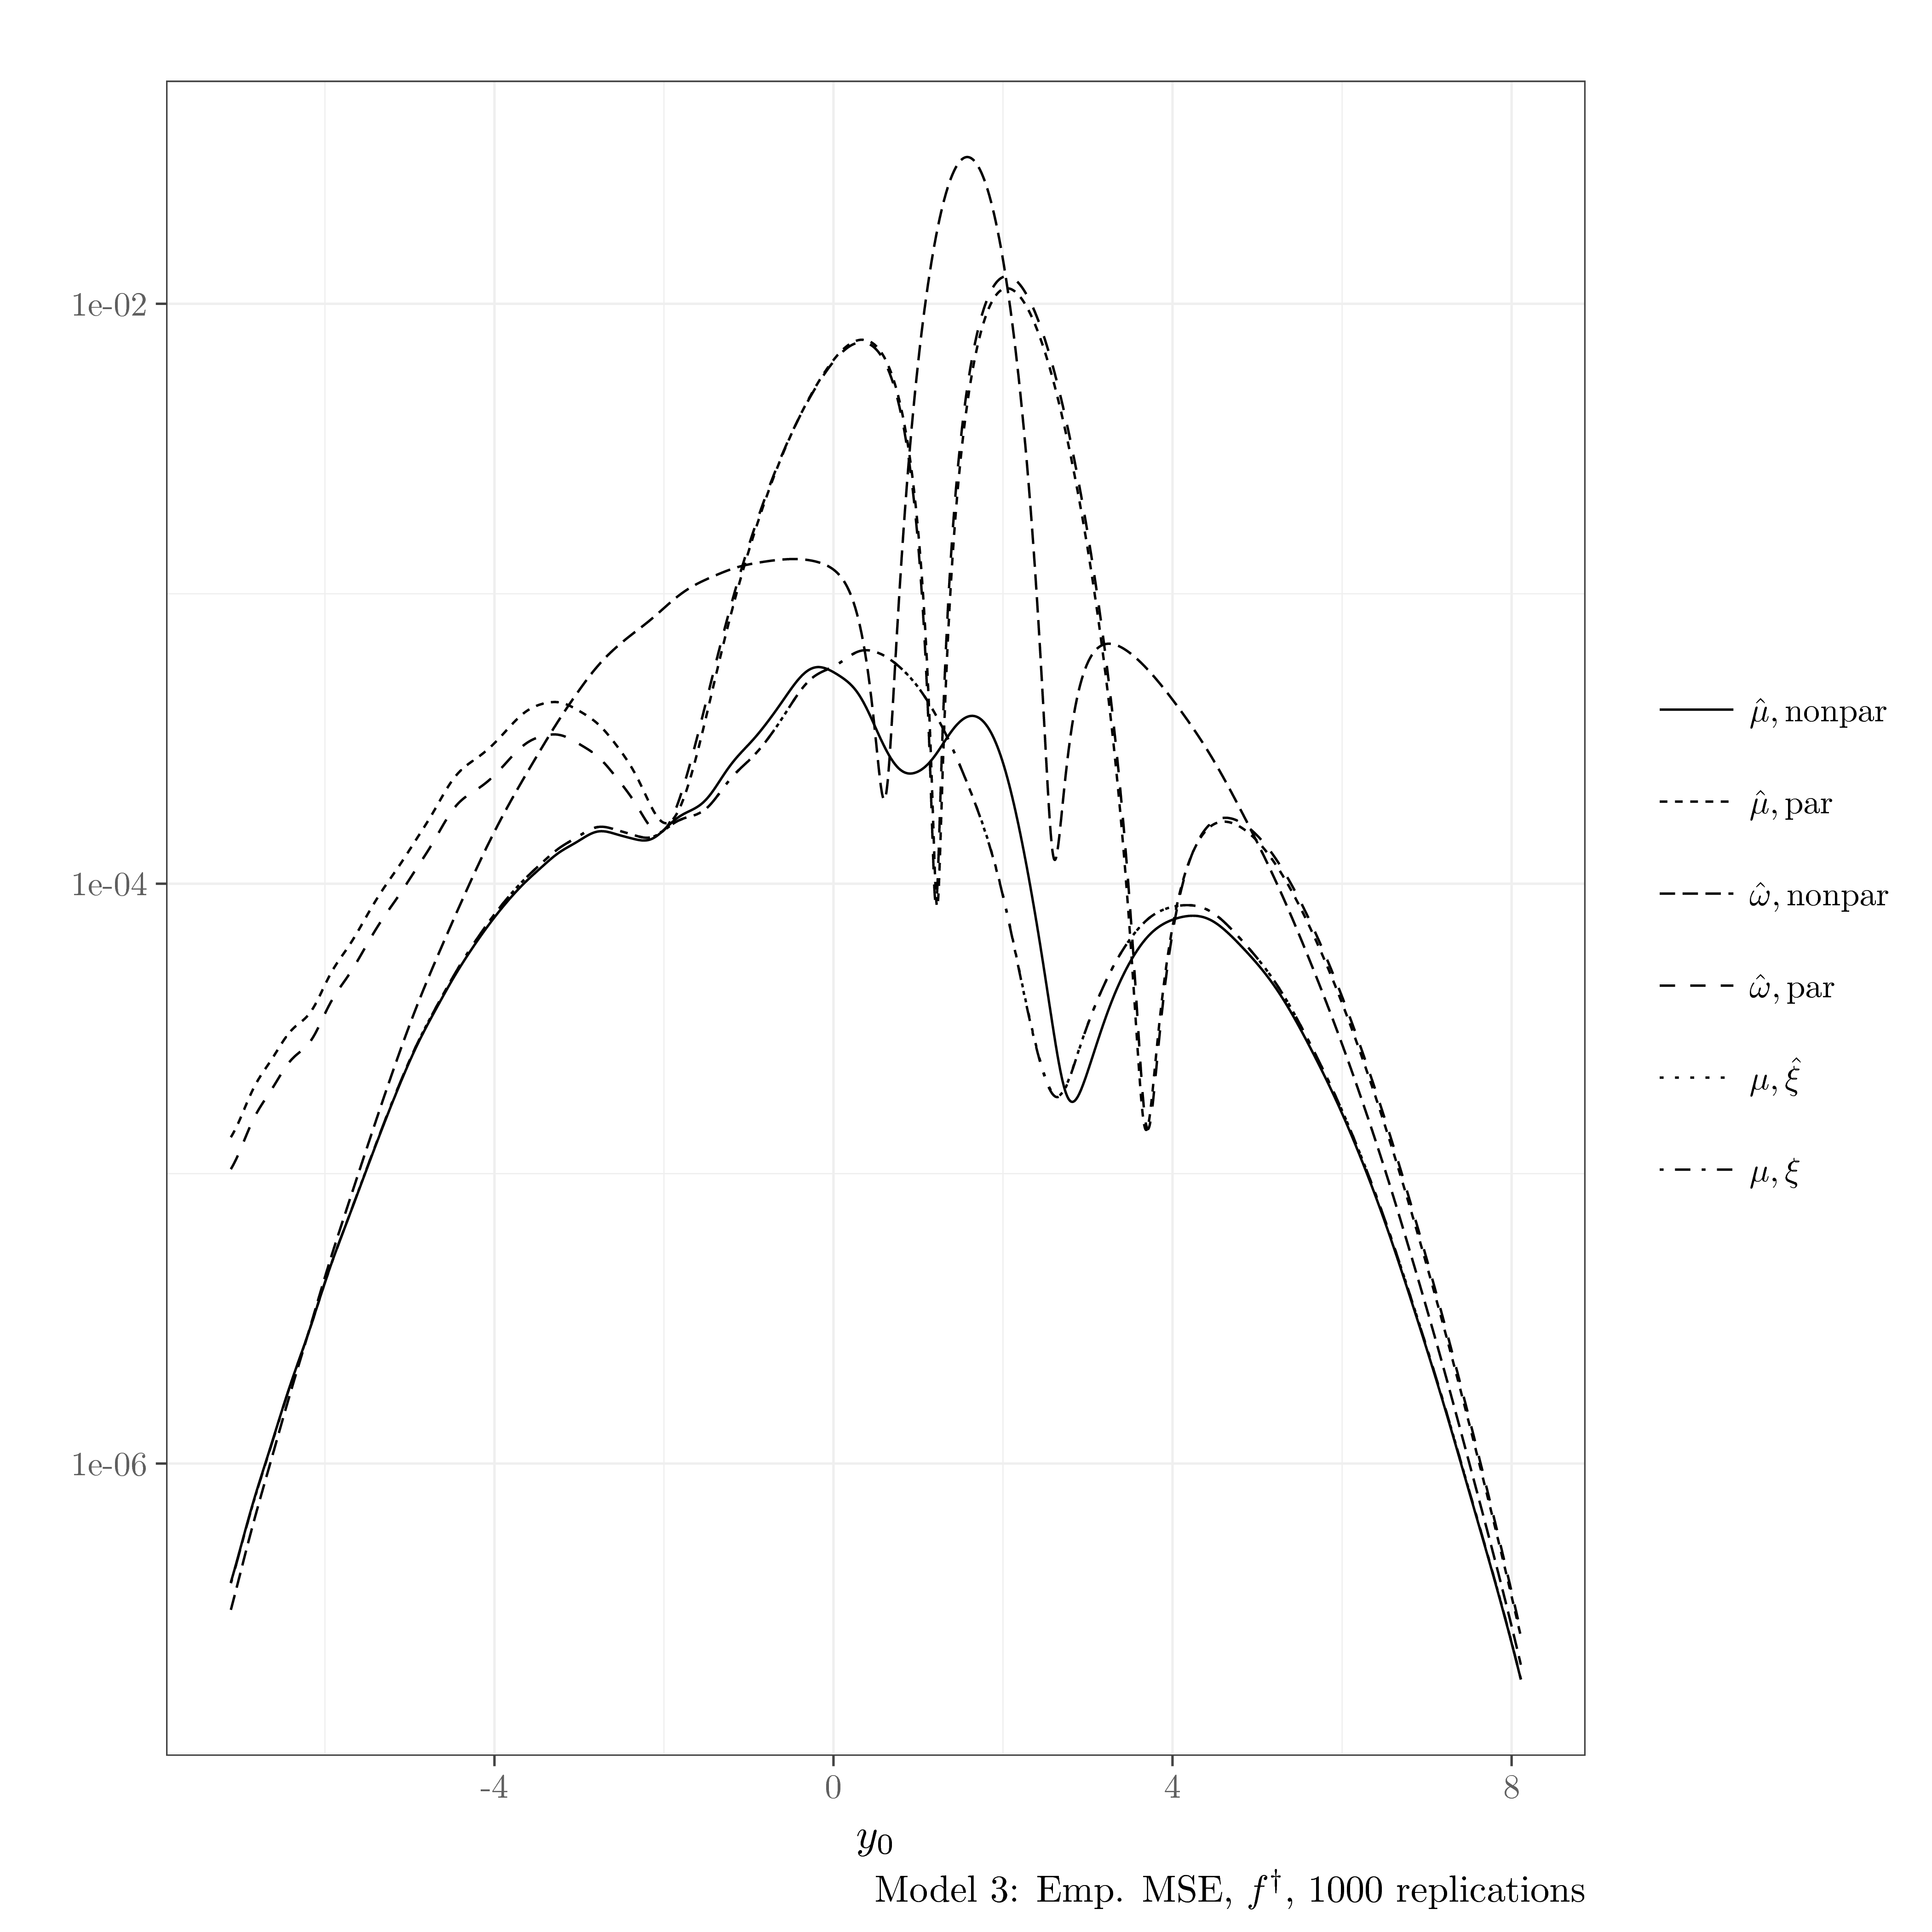 1e-02
1e-04
1e-06
-4 0 4 8
y₀
Model 3: Emp. MSE, f†, 1000 replications
μ̂, nonpar
μ̂, par
ω̂, nonpar
ω̂, par
μ, ξ̂
μ, ξ